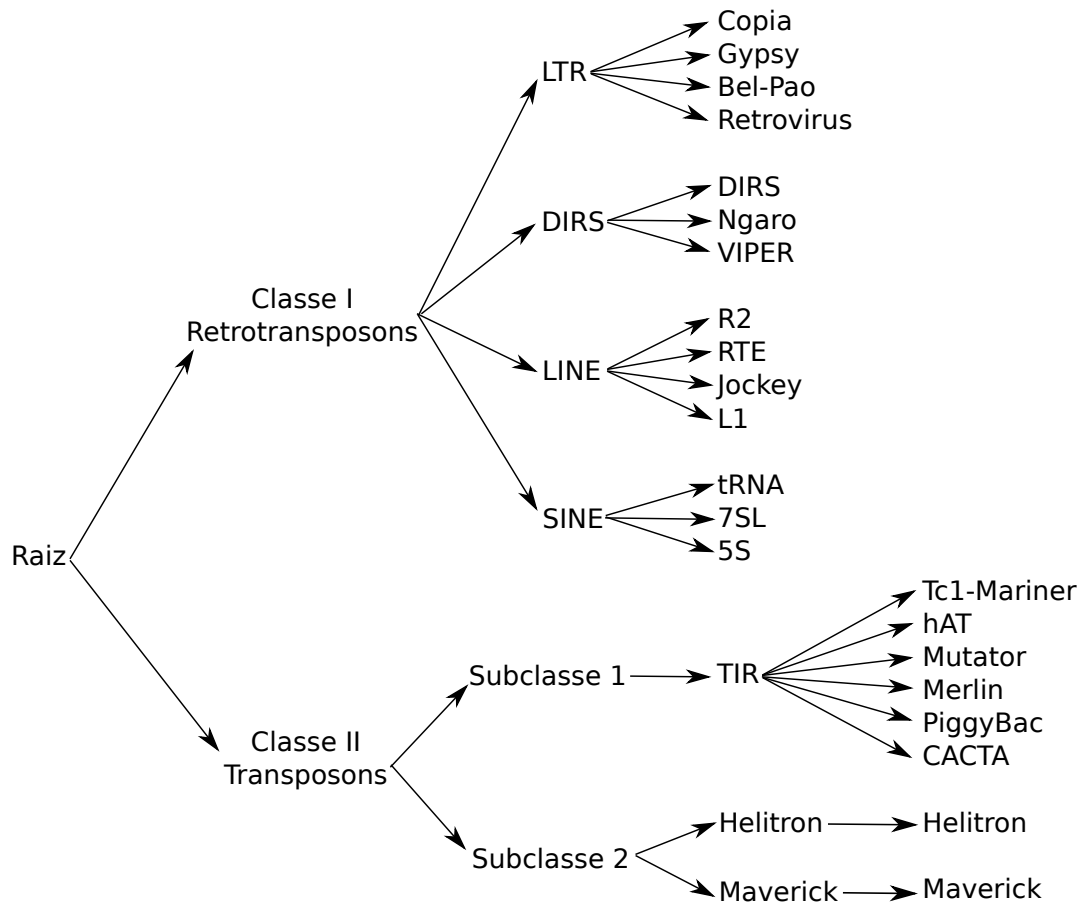 Copia
Gypsy
LTR
Bel-Pao
Retrovirus
DIRS
DIRS
Ngaro
VIPER
Classe I
Retrotransposons
R2
RTE
LINE
Jockey
L1
tRNA
SINE
7SL
5S
Raiz
Tc1-Mariner
hAT
Subclasse 1
TIR
Mutator
Merlin
PiggyBac
CACTA
Classe II
Transposons
Helitron
Helitron
Subclasse 2
Maverick
Maverick